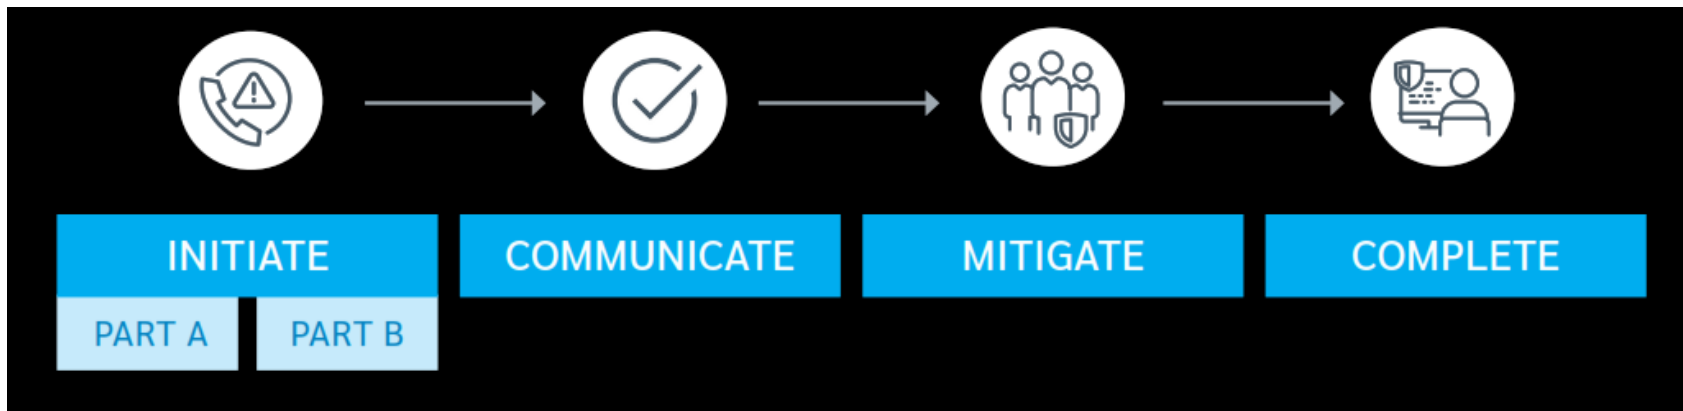 INITIATE
COMMUNICATE
MITIGATE
COMPLETE
PART A
PART B